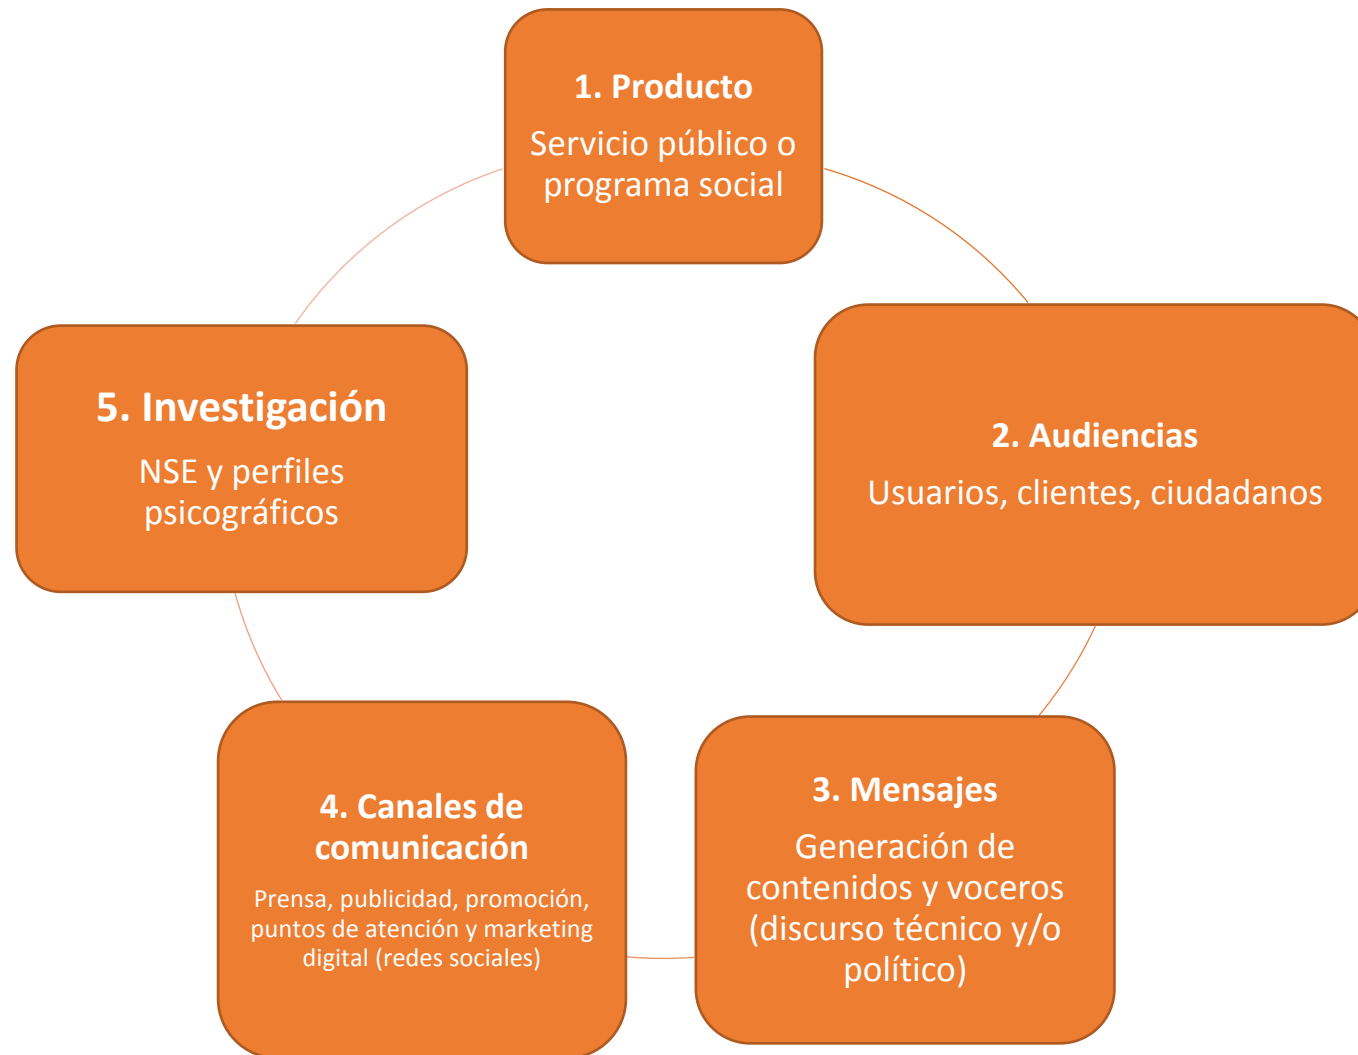 1. Producto
Servicio público o
programa social
2. Audiencias
Usuarios, clientes, ciudadanos
3. Mensajes
Generación de
contenidos y voceros
(discurso técnico y/o
político)
4. Canales de
comunicación
Prensa, publicidad, promoción,
puntos de atención y marketing
digital (redes sociales)
5. Investigación
NSE y perfiles
psicográficos